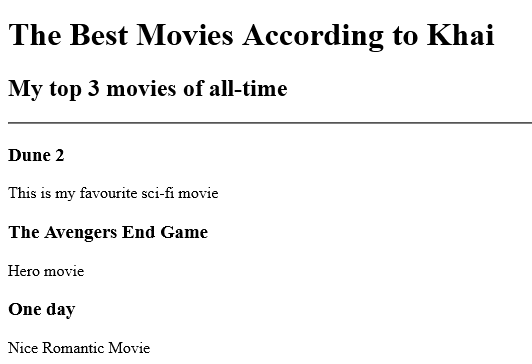 The Best Movies According to Khai
My top 3 movies of all-time
Dune 2
This is my favourite sci-fi movie
The Avengers End Game
Hero movie
One day
Nice Romantic Movie